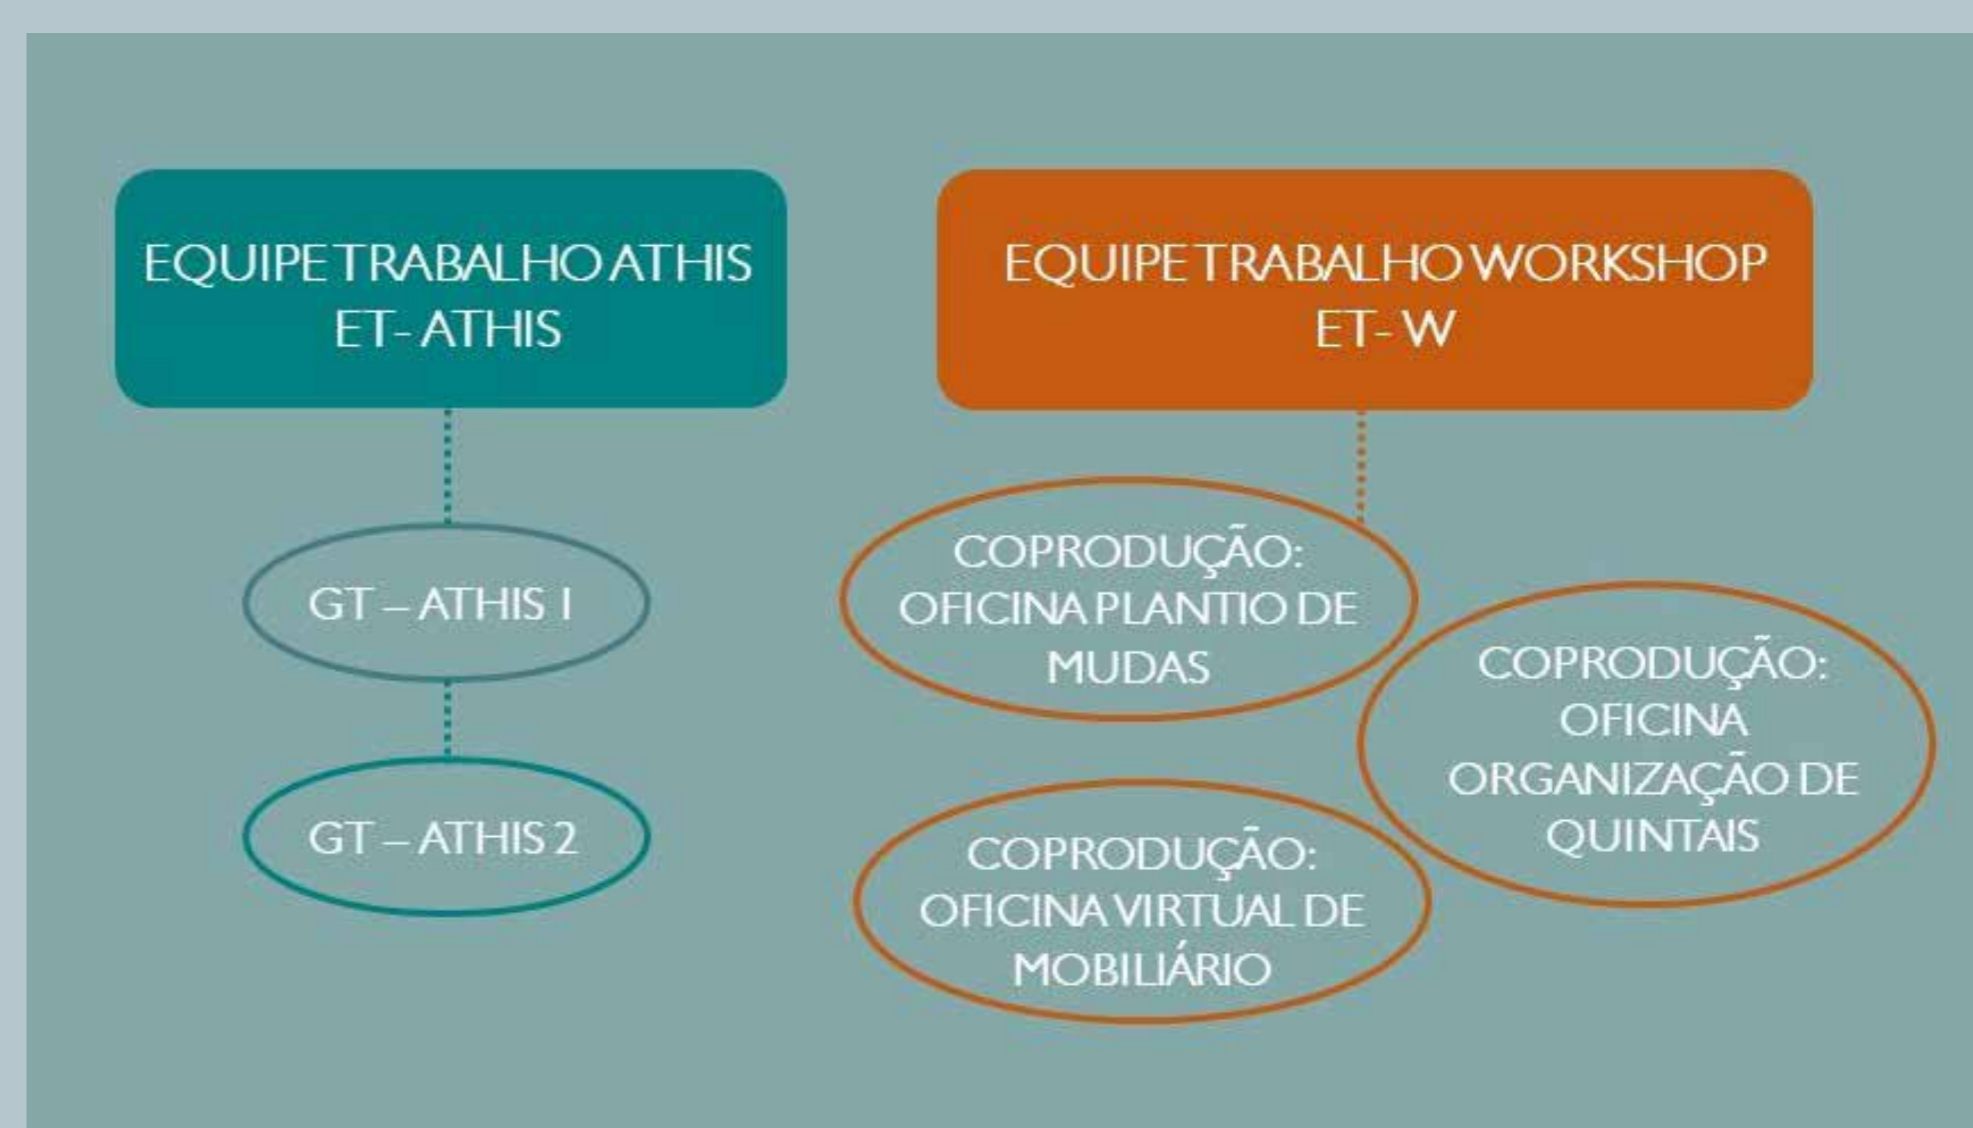 EQUIPE TRABALHO ATHIS
ET- ATHIS
GT – ATHIS 1
GT – ATHIS 2
EQUIPE TRABALHO WORKSHOP
ET- W
COPRODUÇÃO:
OFICINA PLANTIO DE
MUDAS
COPRODUÇÃO:
OFICINA
ORGANIZAÇÃO DE
QUINTAIS
COPRODUÇÃO:
OFICINA VIRTUAL DE
MOBILIÁRIO